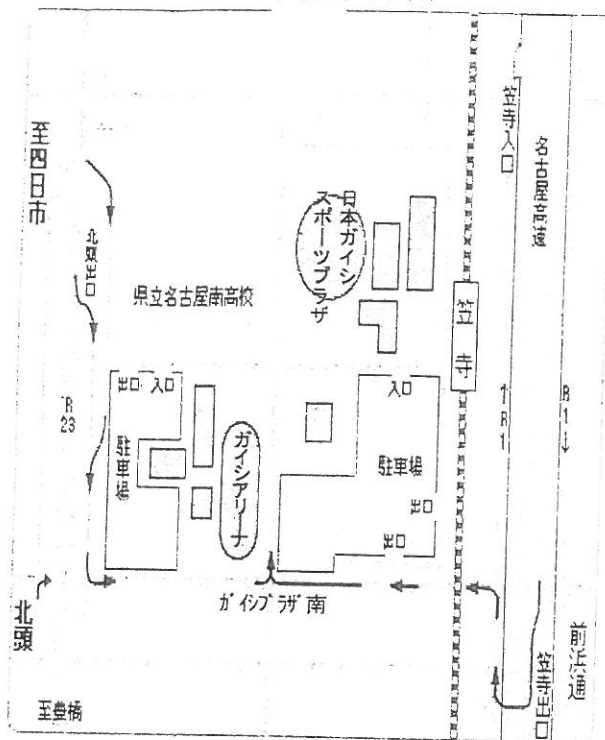 至四日市
北頭出口
県立名古屋南高校
日本ガイシ
スポーツプラザ
笠寺入口
名古屋高速
笠寺
↑R1
R1↓
R
23
出口
入口
駐車場
ガイシアリーナ
入口
駐車場
出口
出口
ガイシプラザ南
北頭
至豊橋
前浜通
笠寺出口